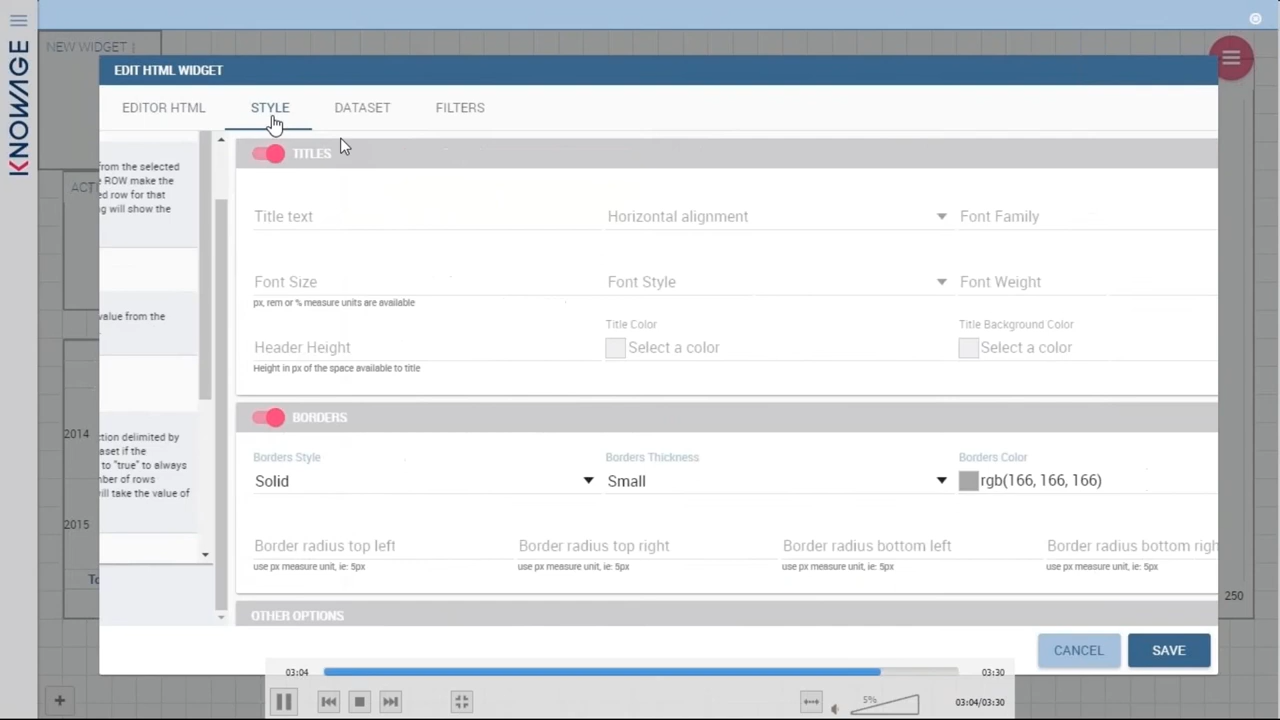 KNOWAGE
NEW WIDGET 1
EDIT HTML WIDGET
EDITOR HTML
STYLE
DATASET
FILTERS
from the selected
ROW make the
ed row for that
ng will show the
value from the
ction delimited by
aset if the
to "true" to always
mber of rows
will take the value of
ACTI
2014
2015
To
TITLES
Title text
Horizontal alignment
Font Family
Font Size
Font Style
Font Weight
px, rem or % measure units are available
Title Color
Title Background Color
Header Height
Select a color
Select a color
Height in px of the space available to title
BORDERS
Borders Style
Borders Thickness
Borders Color
Solid
Small
rgb(166, 166, 166)
Border radius top left
Border radius top right
Border radius bottom left
Border radius bottom righ
use px measure unit, ie: 5px
use px measure unit, ie: 5px
use px measure unit, ie: 5px
use px measure unit, ie: 5px
250
OTHER OPTIONS
CANCEL
SAVE
03:04
03:30
5%
03:04/03:30